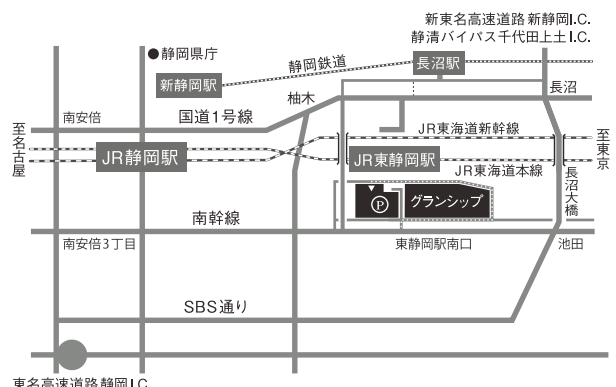 新東名高速道路 新静岡I.C.
静清バイパス千代田上土I.C.
●静岡県庁
静岡鉄道
長沼駅
新静岡駅
柚木
長沼
南安倍
国道1号線
JR東海道新幹線
至名古屋
JR静岡駅
JR東静岡駅
至東京
JR東海道本線
長沼大橋
P
グランシップ
南幹線
南安倍3丁目
東静岡駅南口
池田
SBS通り
東名高速道路 静岡I.C.